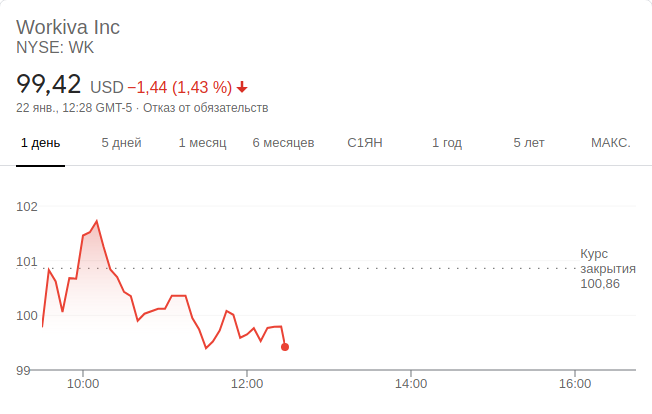 Workiva Inc
NYSE: WK
99,42 USD −1,44 (1,43 %)
22 янв., 12:28 GMT-5 · Отказ от обязательств
1 день 5 дней 1 месяц 6 месяцев С1ЯН 1 год 5 лет МАКС.
102
101
100
99
Курс
закрытия
100,86
10:00 12:00 14:00 16:00